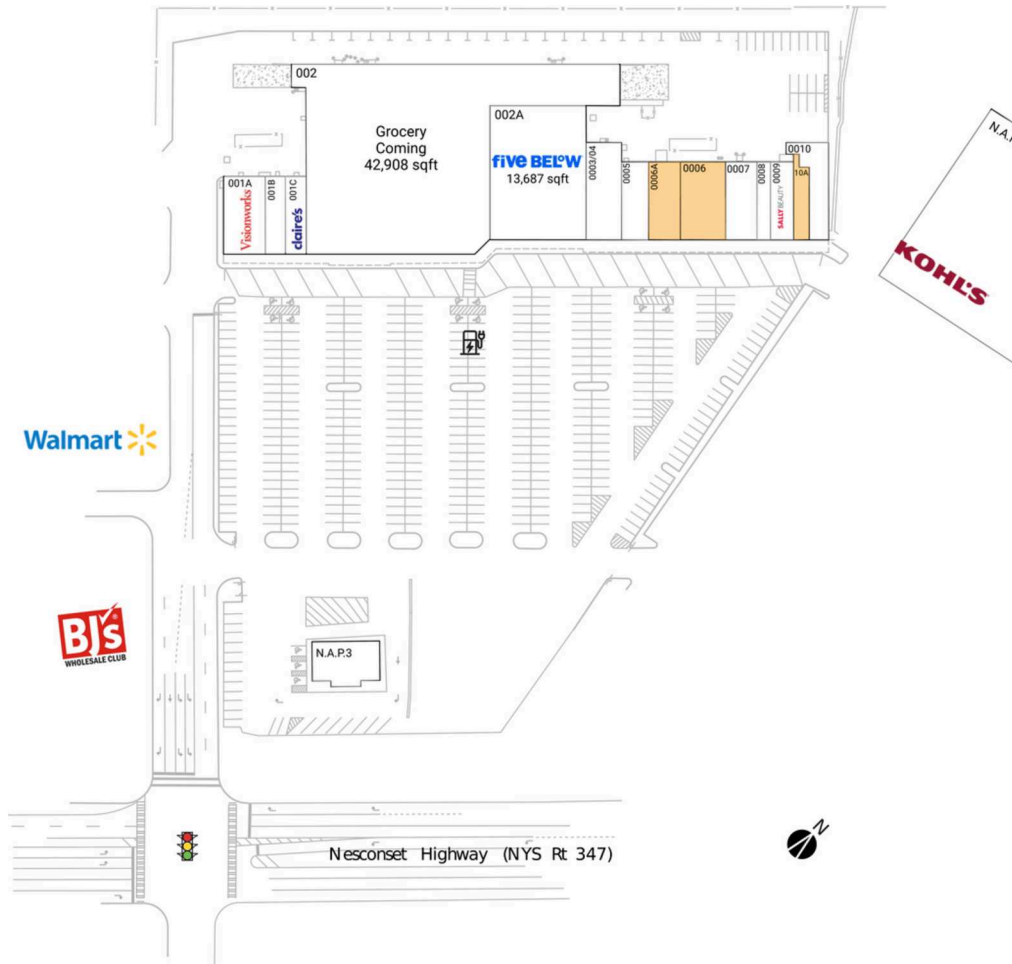 002
Grocery
Coming
42,908 sqft
002A
five BELOW
13,687 sqft
001A
Visionworks
001B
001C
claire's
0003/04
0005
0006A
0006
0007
0008
0009
SALLY BEAUTY
0010
10A
N.A.P.
KOHL'S
Walmart
BJ's
WHOLESALE CLUB
N.A.P.3
Nesconset Highway (NYS Rt 347)
N